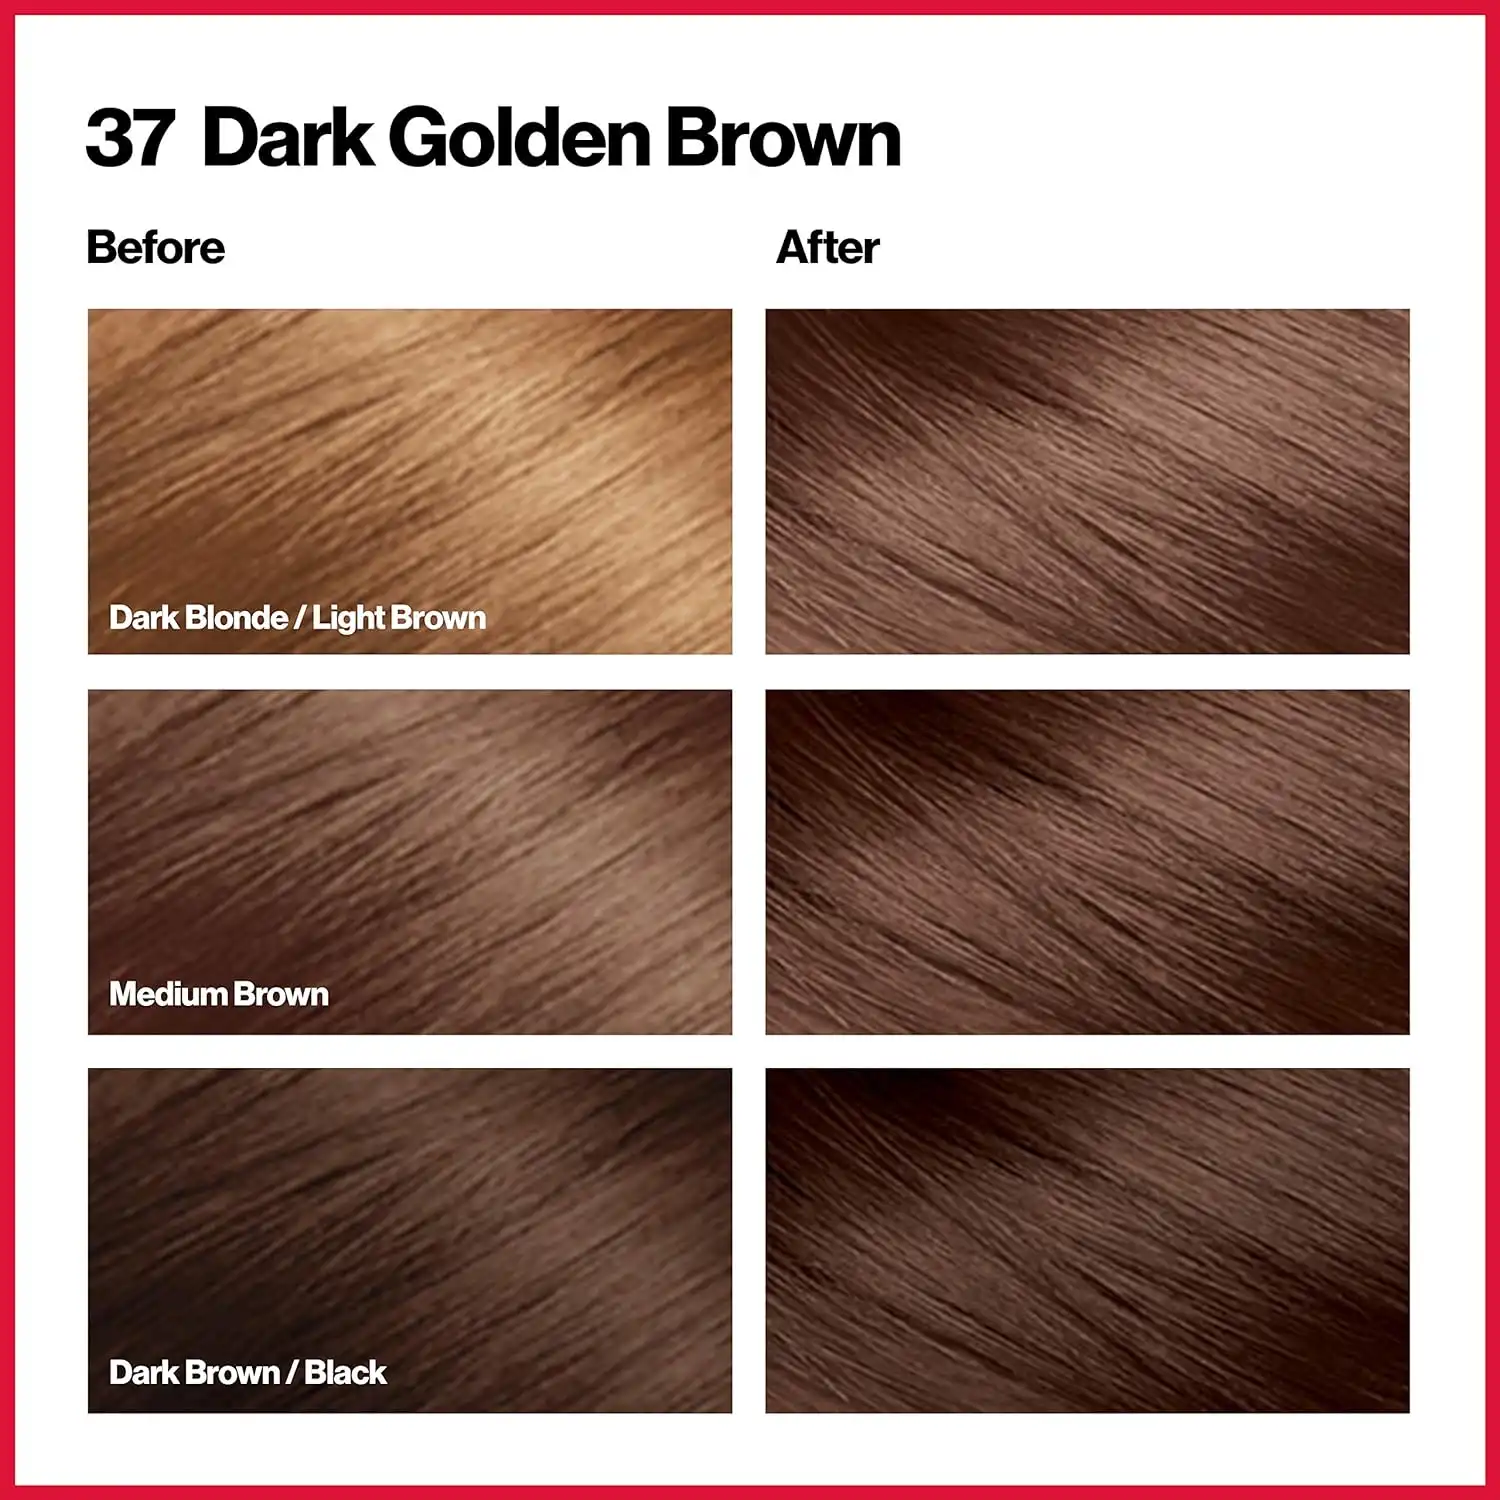 37 Dark Golden Brown
Before
After
Dark Blonde / Light Brown
Medium Brown
Dark Brown / Black